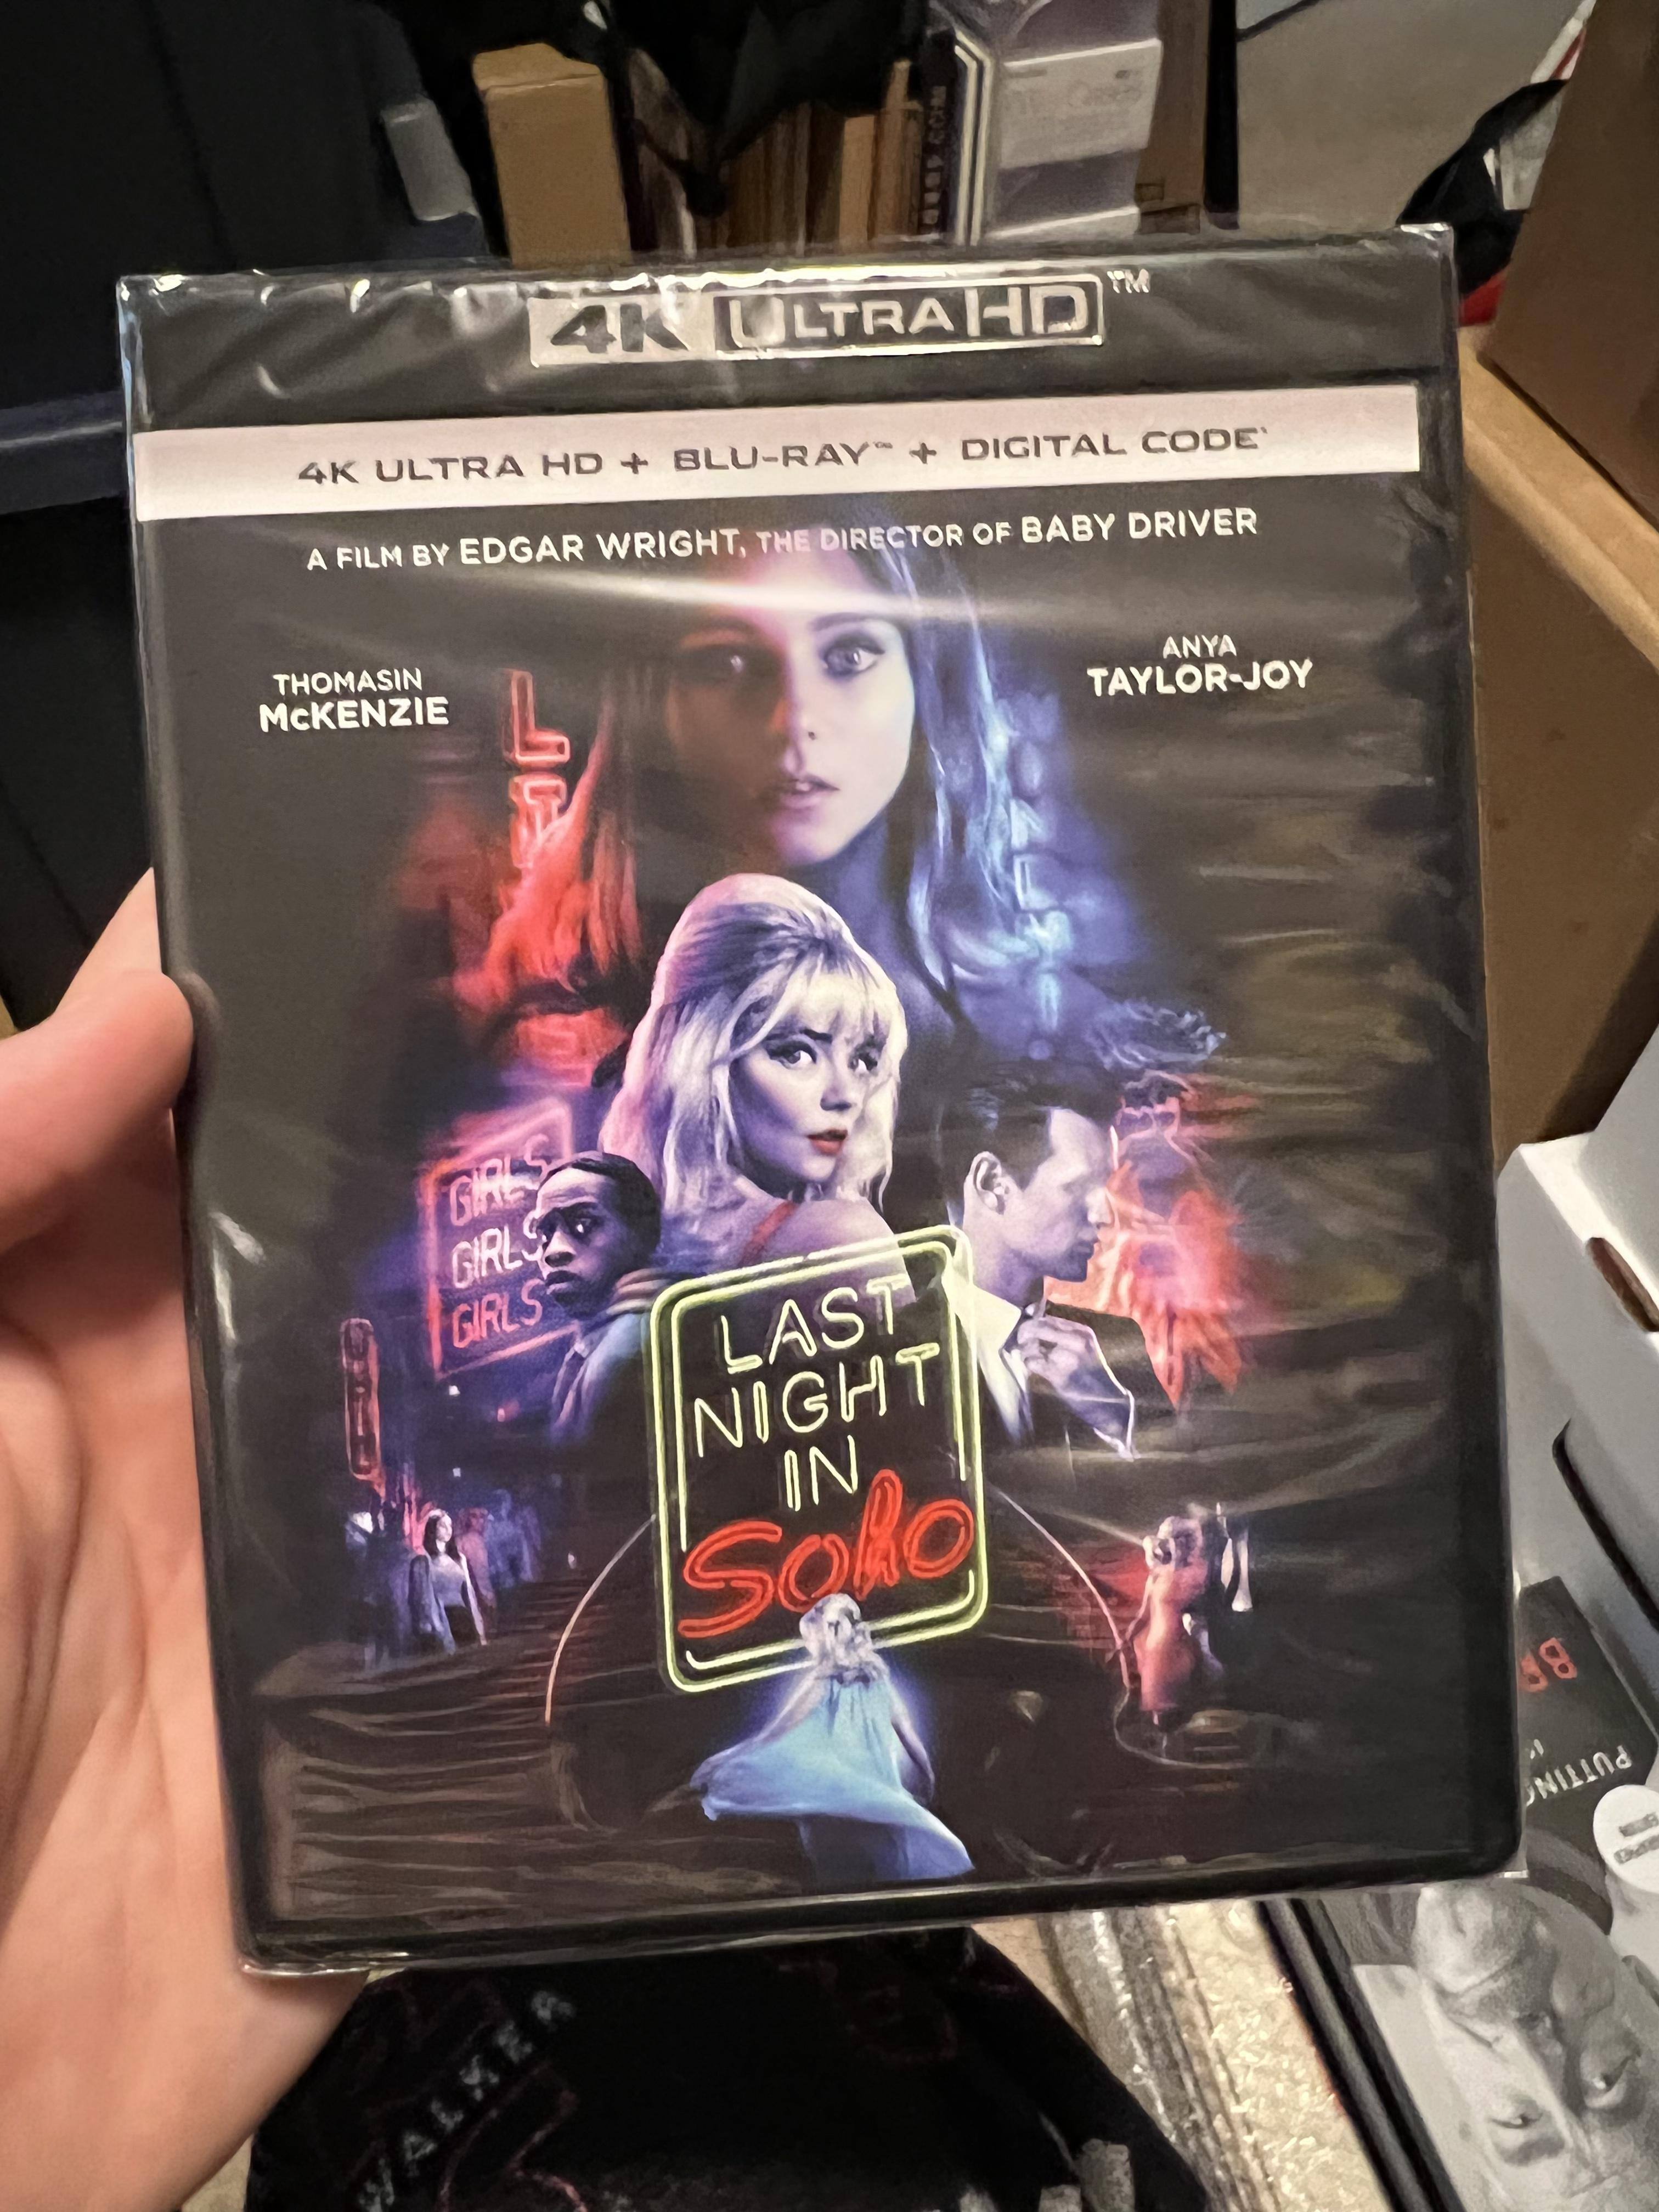 4K ULTRA HD™
4K ULTRA HD + BLU-RAY™ + DIGITAL CODE*
A FILM BY EDGAR WRIGHT, THE DIRECTOR OF BABY DRIVER
THOMASIN
McKENZIE
ANYA
TAYLOR-JOY
GIRLS
GIRLS
GIRLS
LAST
NIGHT
IN
Soho
WALKER